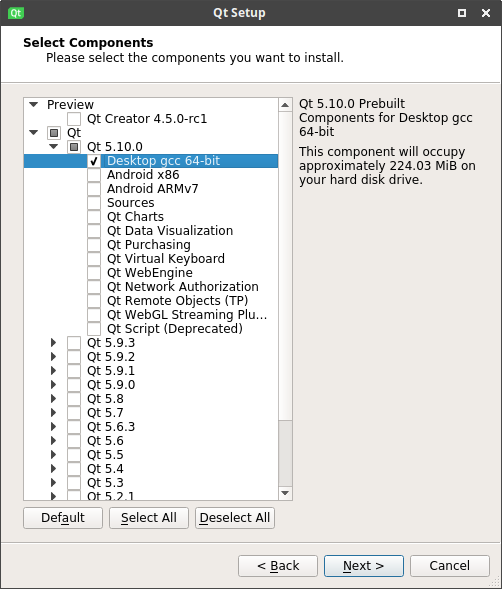 Qt Qt Setup
Select Components
Please select the components you want to install.
Preview
Qt Creator 4.5.0-rc1
Qt
Qt 5.10.0
Desktop gcc 64-bit
Android x86
Android ARMv7
Sources
Qt Charts
Qt Data Visualization
Qt Purchasing
Qt Virtual Keyboard
Qt WebEngine
Qt Network Authorization
Qt Remote Objects (TP)
Qt WebGL Streaming Plu...
Qt Script (Deprecated)
Qt 5.9.3
Qt 5.9.2
Qt 5.9.1
Qt 5.9.0
Qt 5.8
Qt 5.7
Qt 5.6.3
Qt 5.6
Qt 5.5
Qt 5.4
Qt 5.3
Qt 5.2.1
Qt 5.10.0 Prebuilt
Components for Desktop gcc
64-bit
This component will occupy
approximately 224.03 MiB on
your hard disk drive.
Default
Select All
Deselect All
< Back
Next >
Cancel